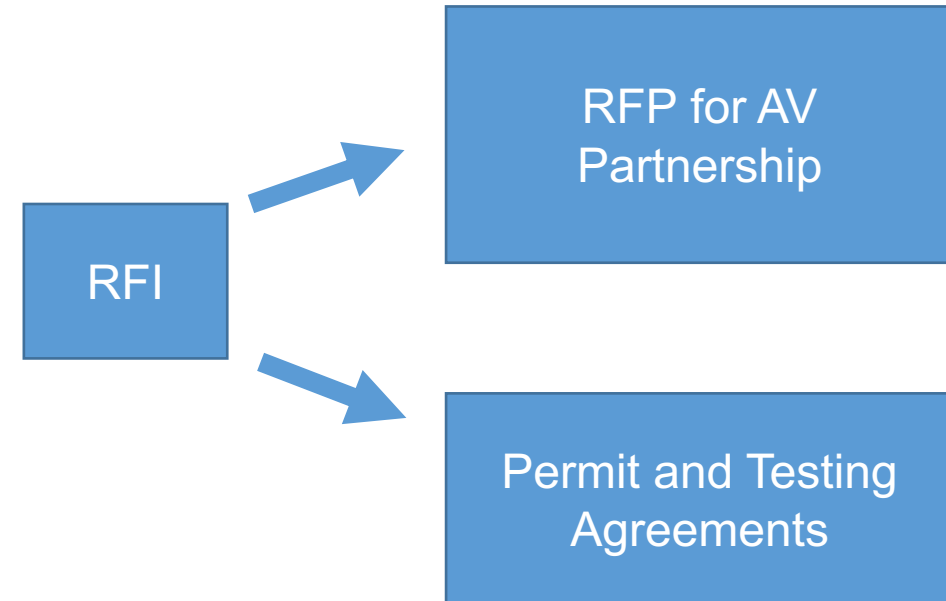 RFI
RFP for AV
Partnership
Permit and Testing
Agreements